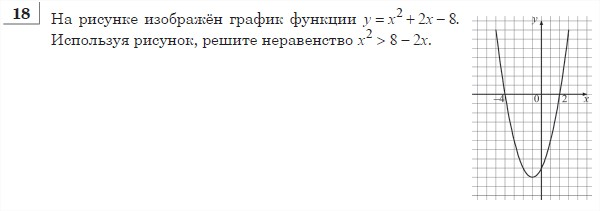 18 На рисунке изображён график функции y = x² + 2x − 8.
Используя рисунок, решите неравенство x² > 8 − 2x.
y
−4 0 2 x